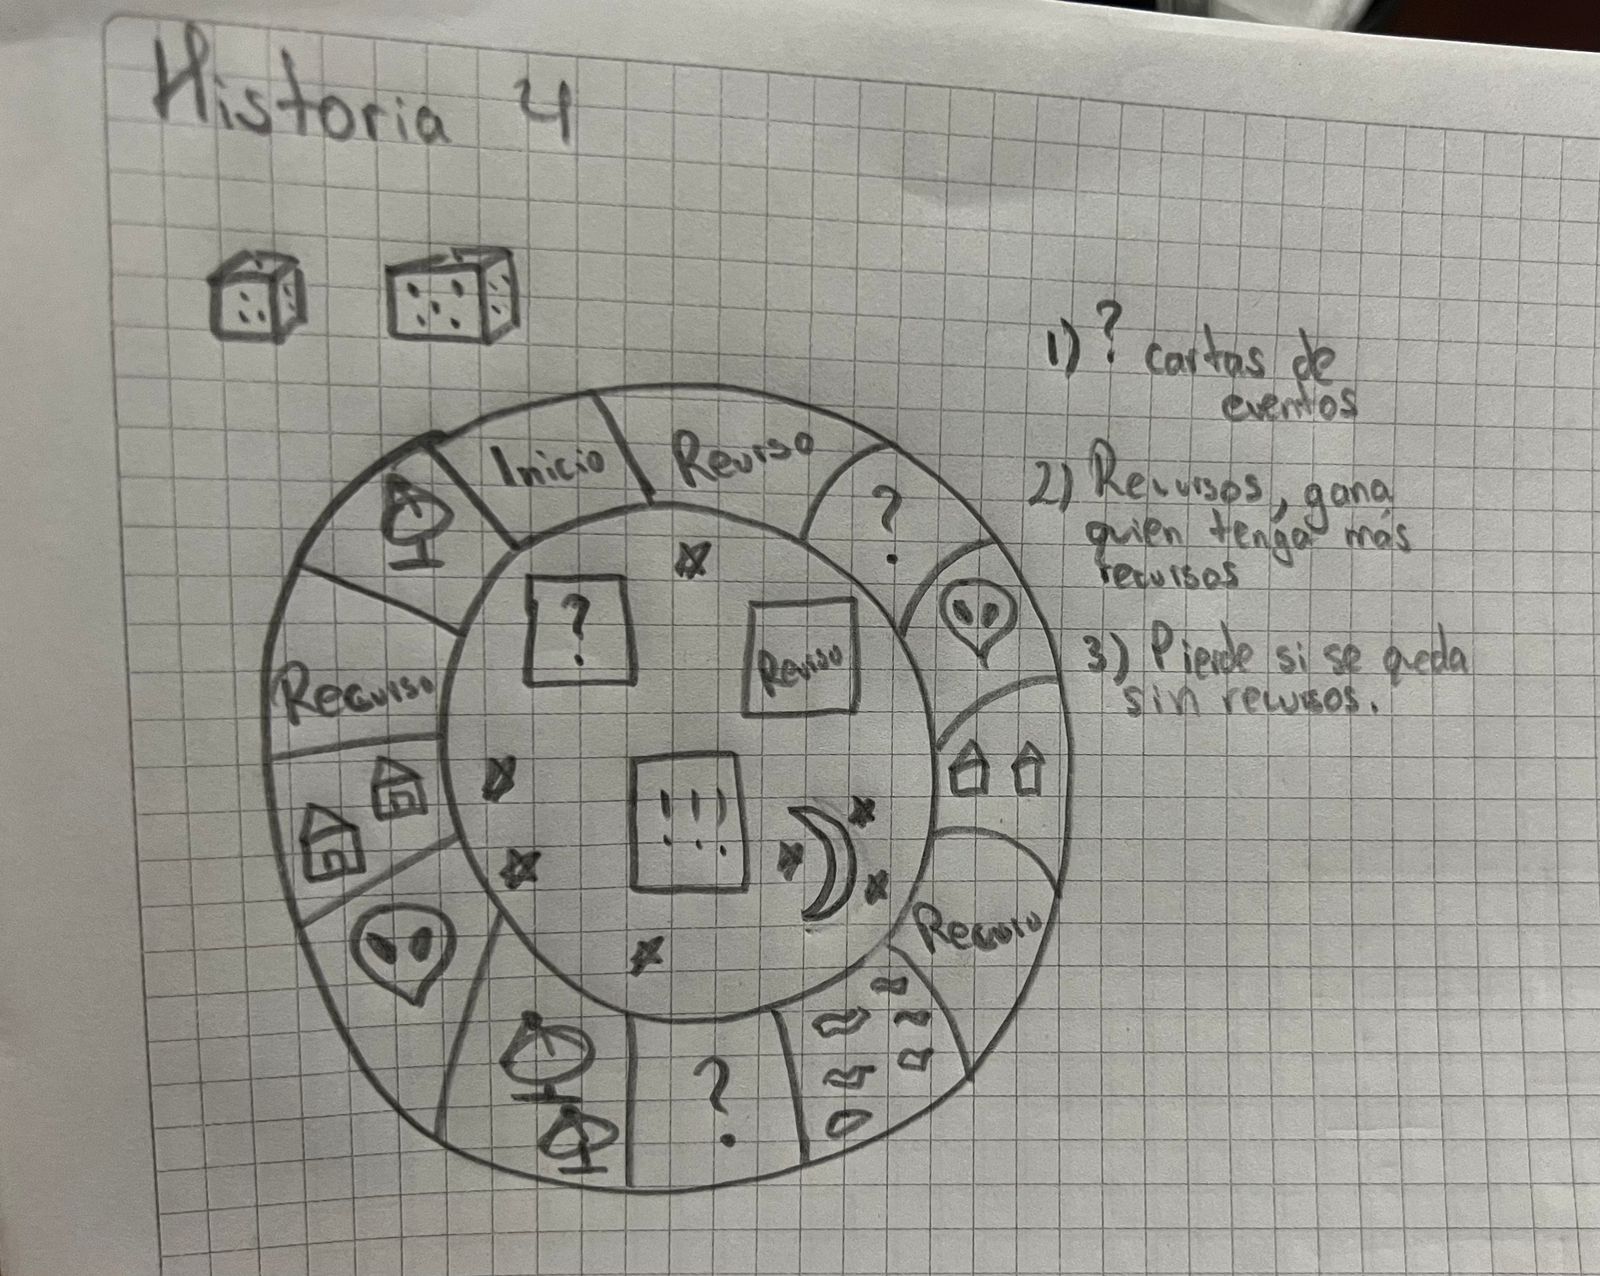 Historia 4
1) ? cartas de
eventos
2) Recursos, gana
quien tenga más
recursos
3) Pierde si se queda
sin recursos.
Inicio
Recurso
?
Recurso
?
Recurso
?
Recurso
!!!